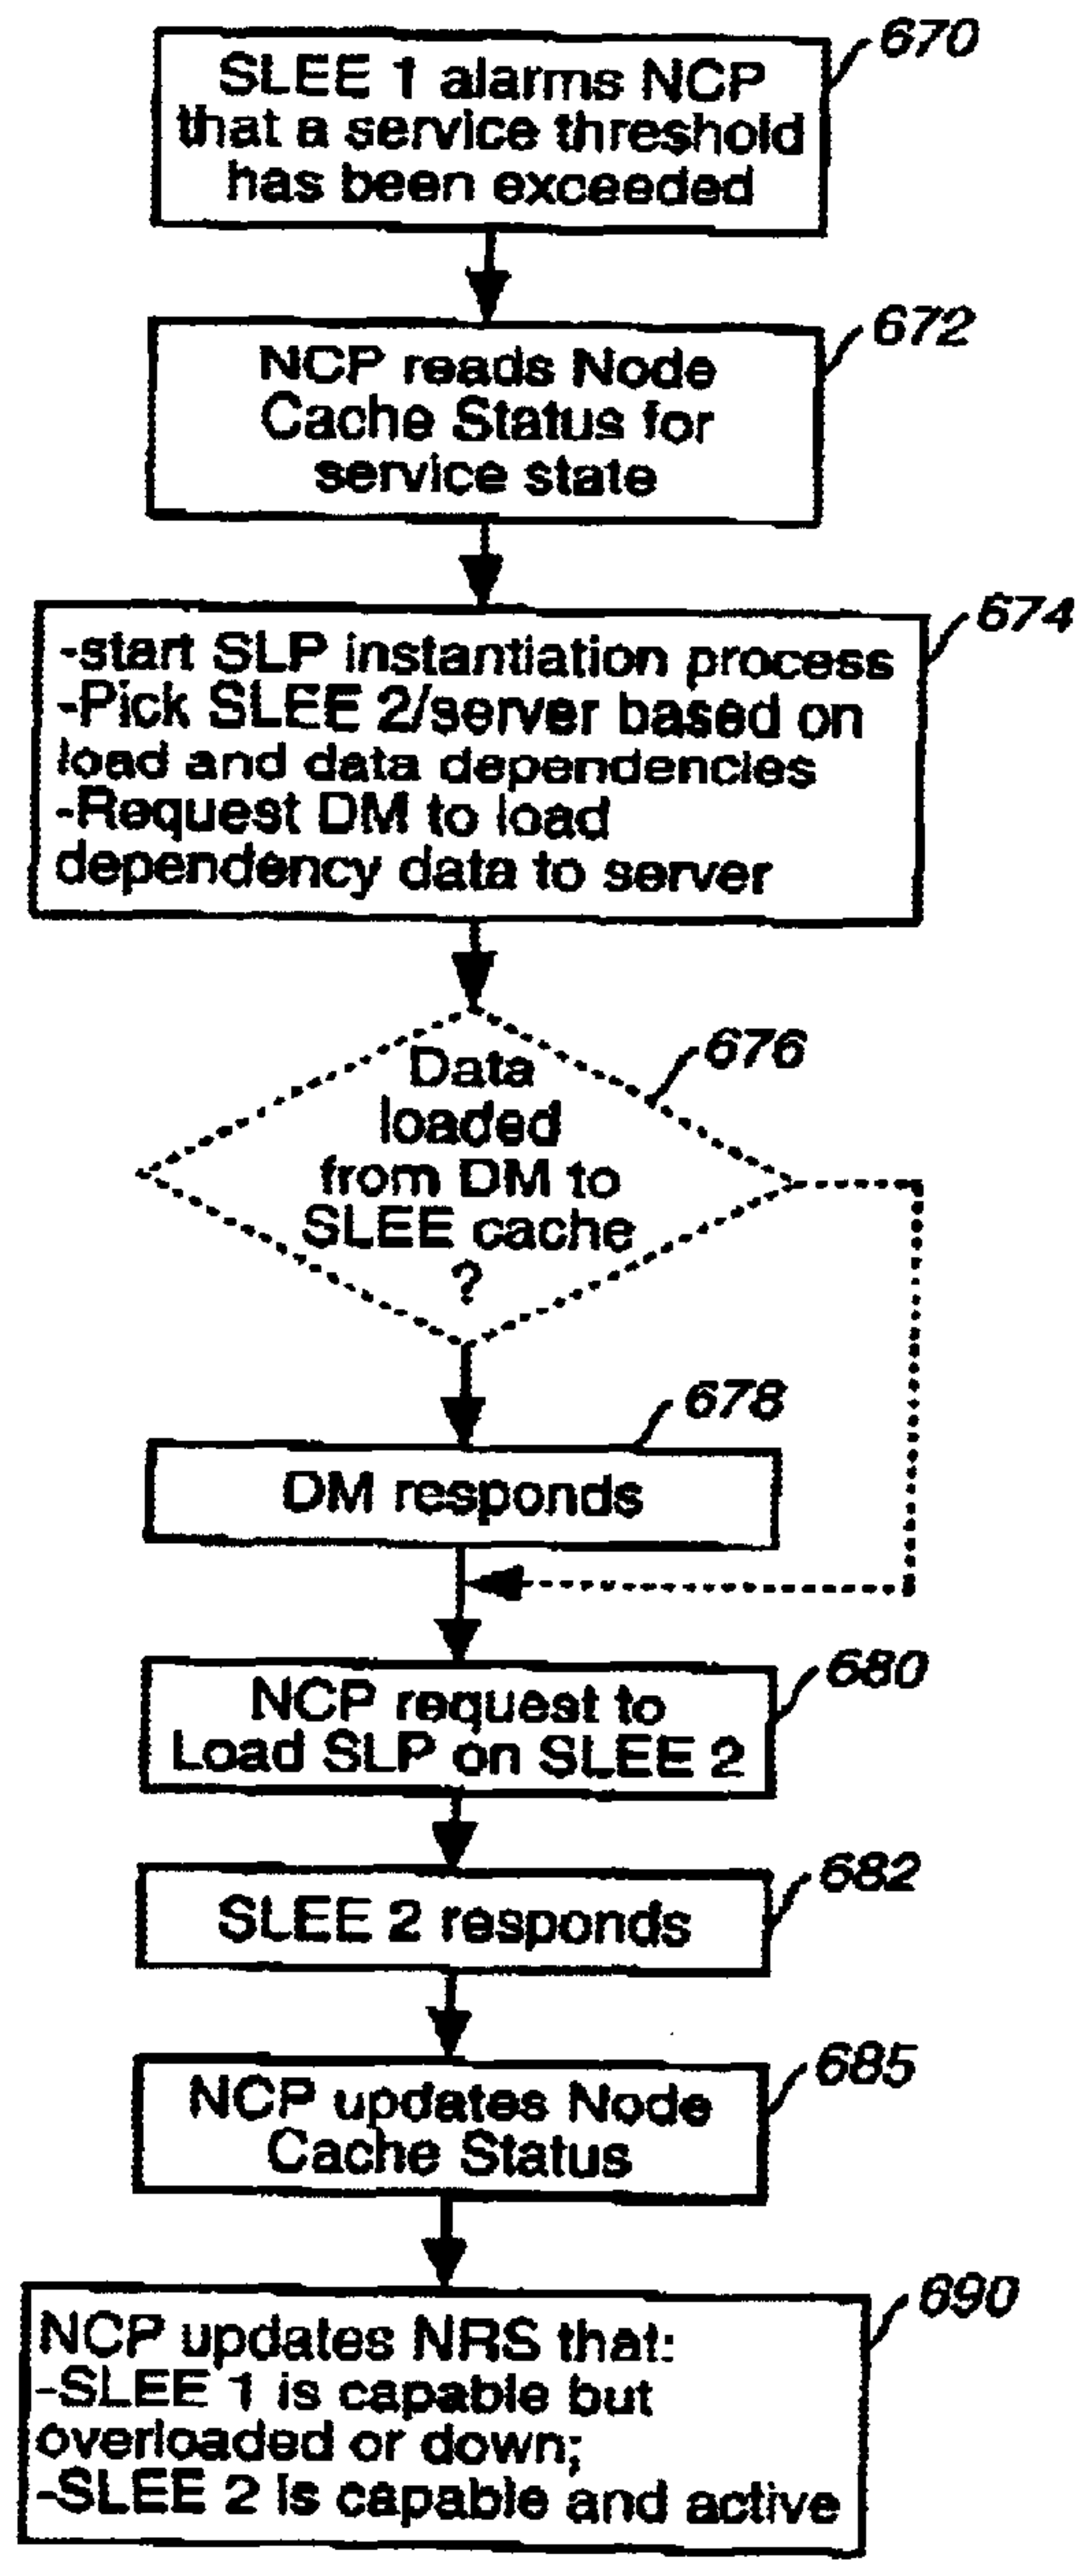 670
SLEE 1 alarms NCP
that a service threshold
has been exceeded
672
NCP reads Node
Cache Status for
service state
674
-start SLP instantiation process
-Pick SLEE 2/server based on
load and data dependencies
-Request DM to load
dependency data to server
676
Data
loaded
from DM to
SLEE cache
?
678
DM responds
680
NCP request to
Load SLP on SLEE 2
682
SLEE 2 responds
685
NCP updates Node
Cache Status
690
NCP updates NRS that:
-SLEE 1 is capable but
overloaded or down;
-SLEE 2 is capable and active